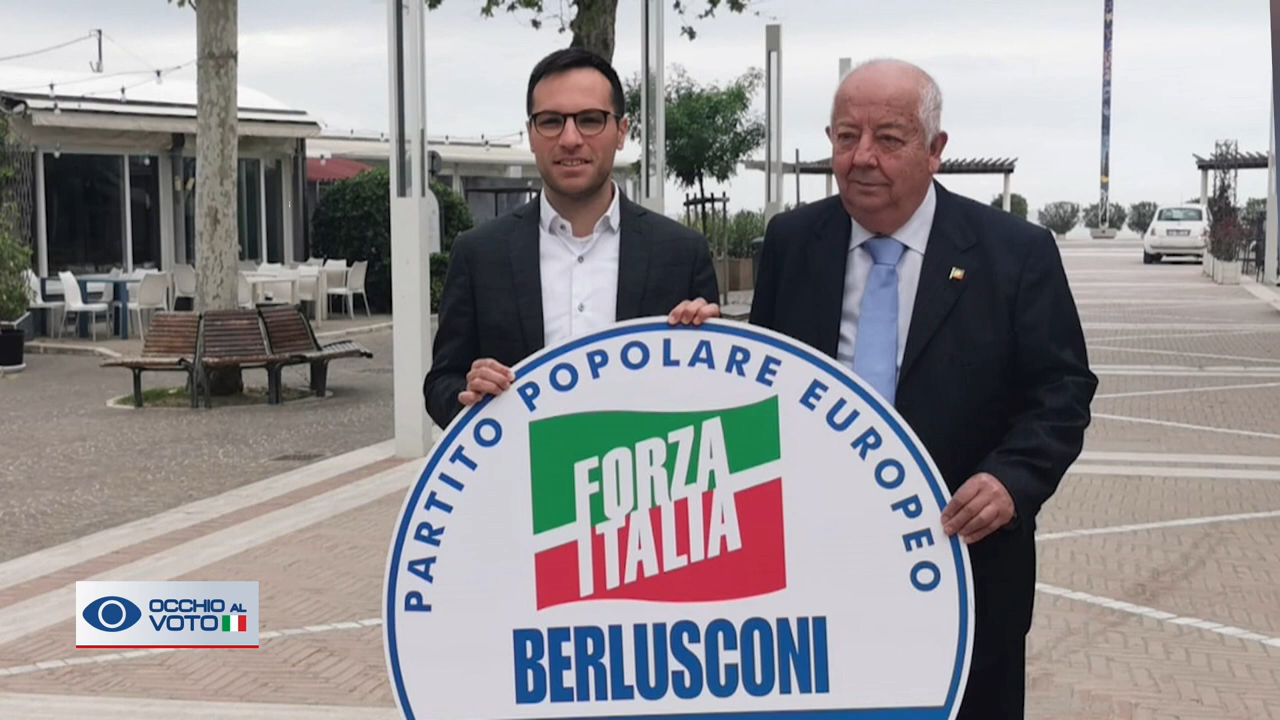 PARTITO POPOLARE EUROPEO
FORZA
ITALIA
BERLUSCONI
OCCHIO AL
VOTO